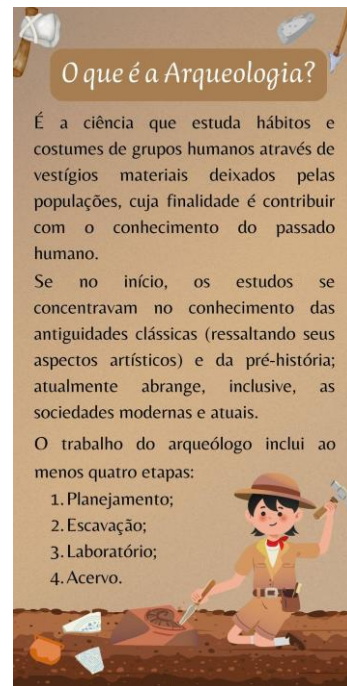 O que é a Arqueologia?
É a ciência que estuda hábitos e
costumes de grupos humanos através de
vestígios materiais deixados pelas
populações, cuja finalidade é contribuir
com o conhecimento do passado
humano.
Se no início, os estudos se
concentravam no conhecimento das
antiguidades clássicas (ressaltando seus
aspectos artísticos) e da pré-história;
atualmente abrange, inclusive, as
sociedades modernas e atuais.
O trabalho do arqueólogo inclui ao
menos quatro etapas:
1. Planejamento;
2. Escavação;
3. Laboratório;
4. Acervo.